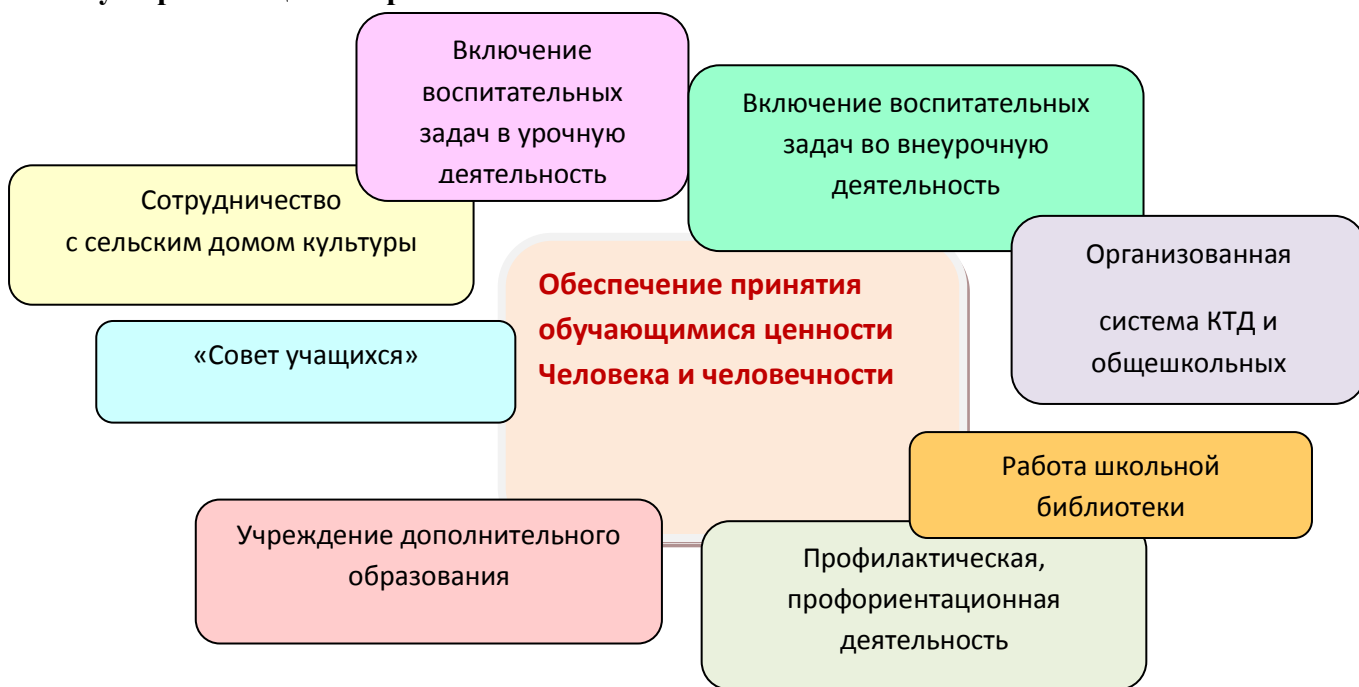 Включение
воспитательных
задач в урочную
деятельность
Включение воспитательных
задач во внеурочную
деятельность
Сотрудничество
с сельским домом культуры
Организованная
система КТД и
общешкольных
Обеспечение принятия
обучающимися ценности
Человека и человечности
«Совет учащихся»
Работа школьной
библиотеки
Учреждение дополнительного
образования
Профилактическая,
профориентационная
деятельность